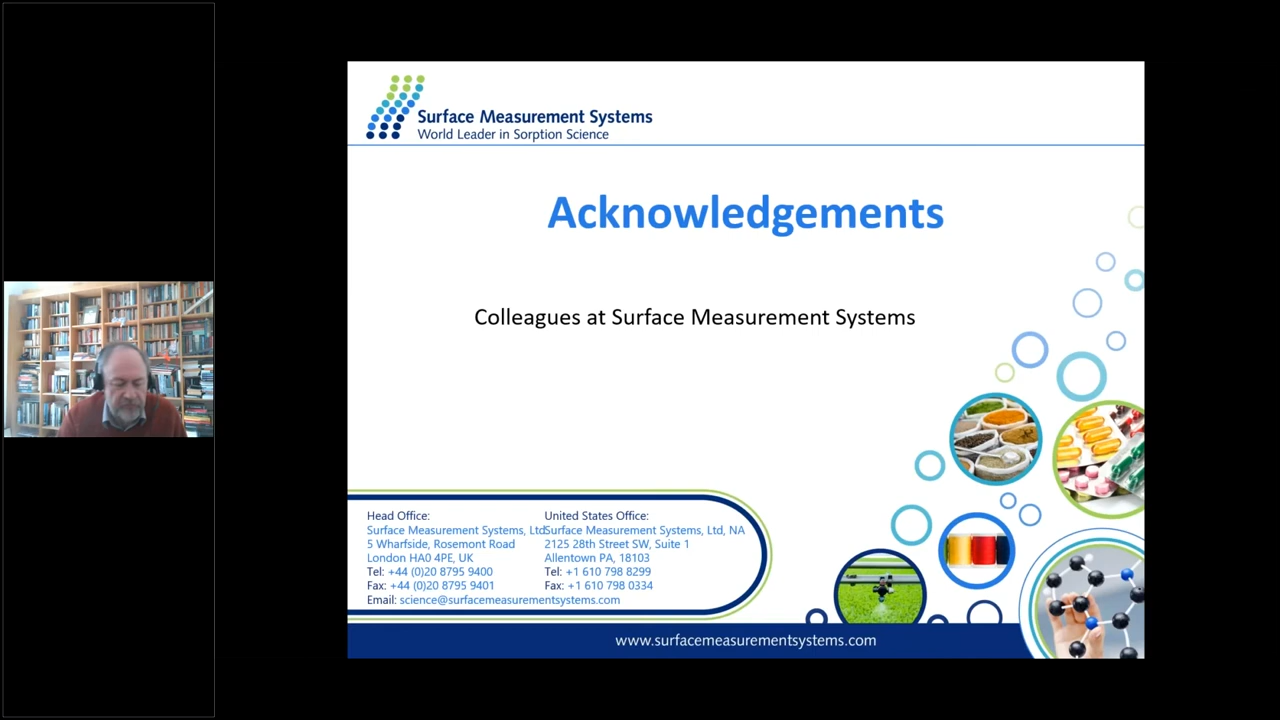 Surface Measurement Systems
World Leader in Sorption Science
Acknowledgements
Colleagues at Surface Measurement Systems
Head Office:
Surface Measurement Systems, Ltd
5 Wharfside, Rosemont Road
London HA0 4PE, UK
Tel: +44 (0)20 8795 9400
Fax: +44 (0)20 8795 9401
Email: science@surfacemeasurementsystems.com
United States Office:
Surface Measurement Systems, Ltd, NA
2125 28th Street SW, Suite 1
Allentown PA, 18103
Tel: +1 610 798 8299
Fax: +1 610 798 0334
www.surfacemeasurementsystems.com